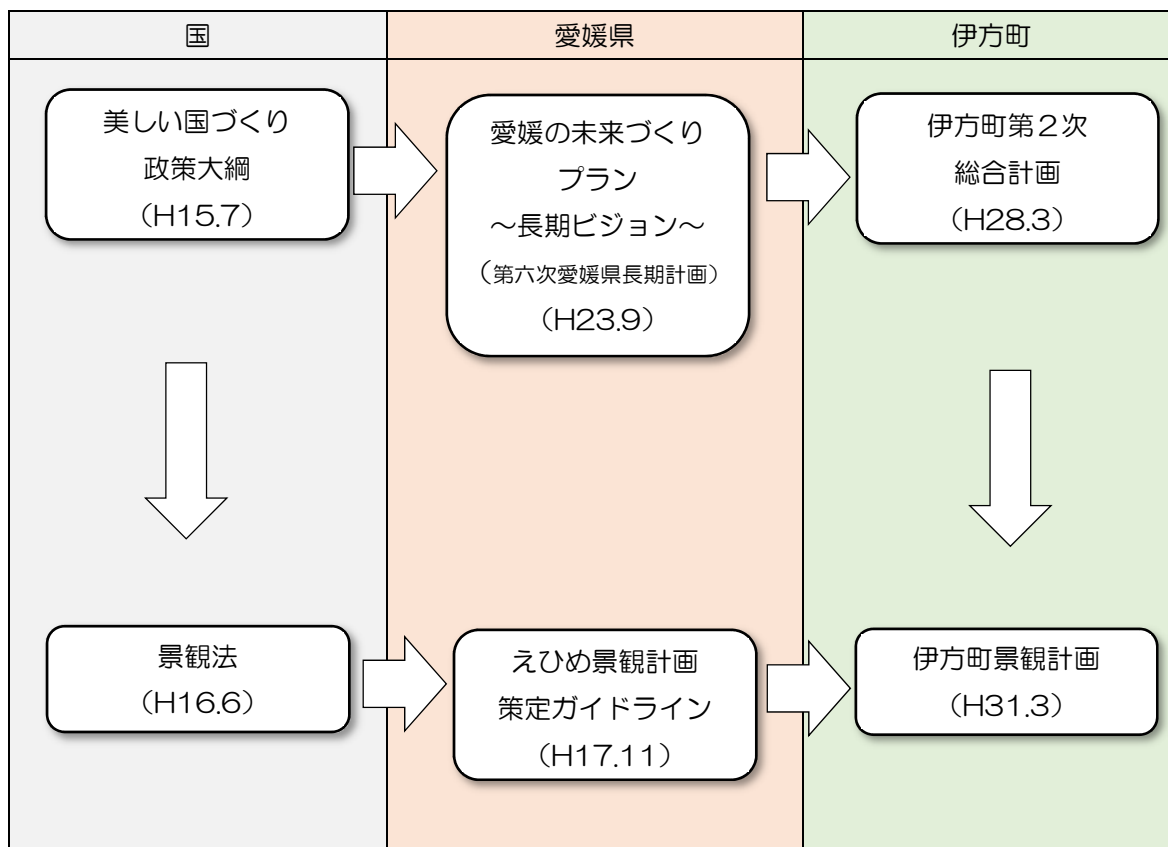 国
愛媛県
伊方町
美しい国づくり
政策大綱
（H15.7）
愛媛の未来づくり
プラン
～長期ビジョン～
（第六次愛媛県長期計画）
（H23.9）
伊方町第２次
総合計画
（H28.3）
景観法
（H16.6）
えひめ景観計画
策定ガイドライン
（H17.11）
伊方町景観計画
（H31.3）